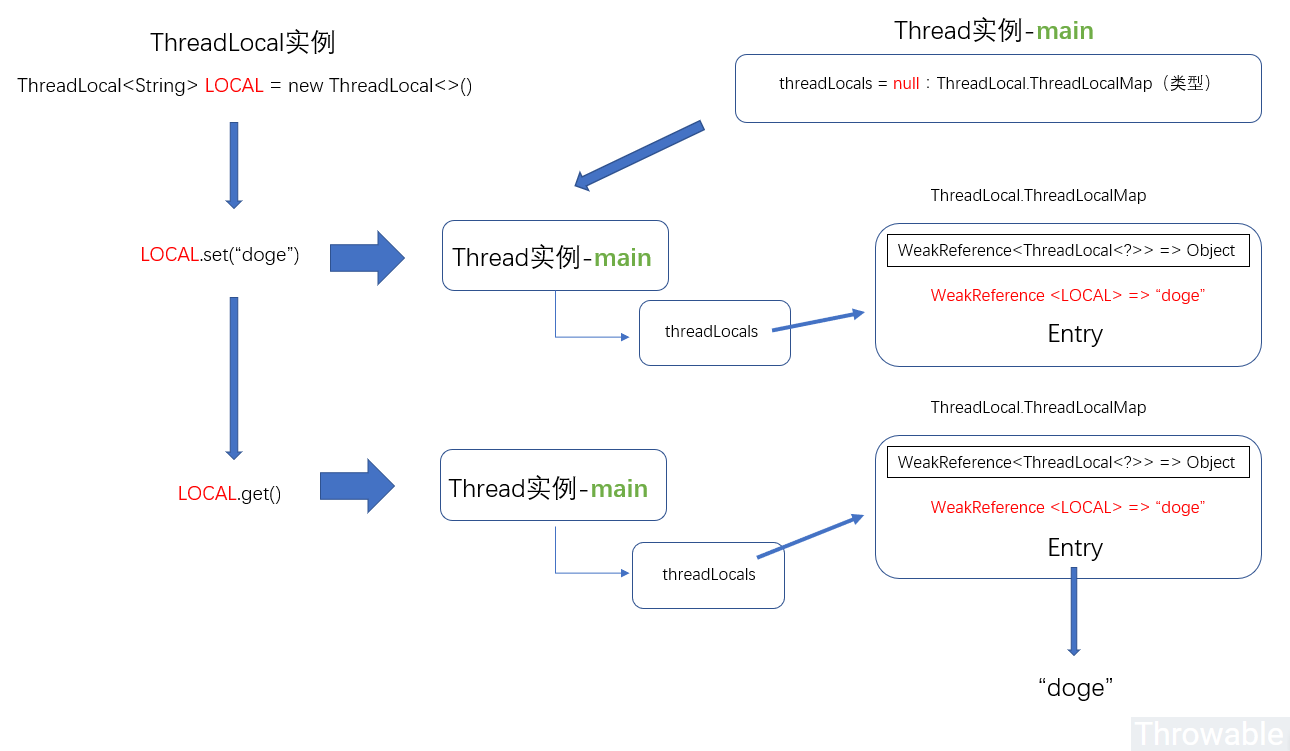 ThreadLocal实例
ThreadLocal<String> LOCAL = new ThreadLocal<>()
Thread实例-main
threadLocals = null：ThreadLocal.ThreadLocalMap（类型）
LOCAL.set(“doge”)
Thread实例-main
threadLocals
ThreadLocal.ThreadLocalMap
WeakReference<ThreadLocal<?>> => Object
WeakReference <LOCAL> => “doge”
Entry
LOCAL.get()
Thread实例-main
threadLocals
ThreadLocal.ThreadLocalMap
WeakReference<ThreadLocal<?>> => Object
WeakReference <LOCAL> => “doge”
Entry
“doge”
Throwable